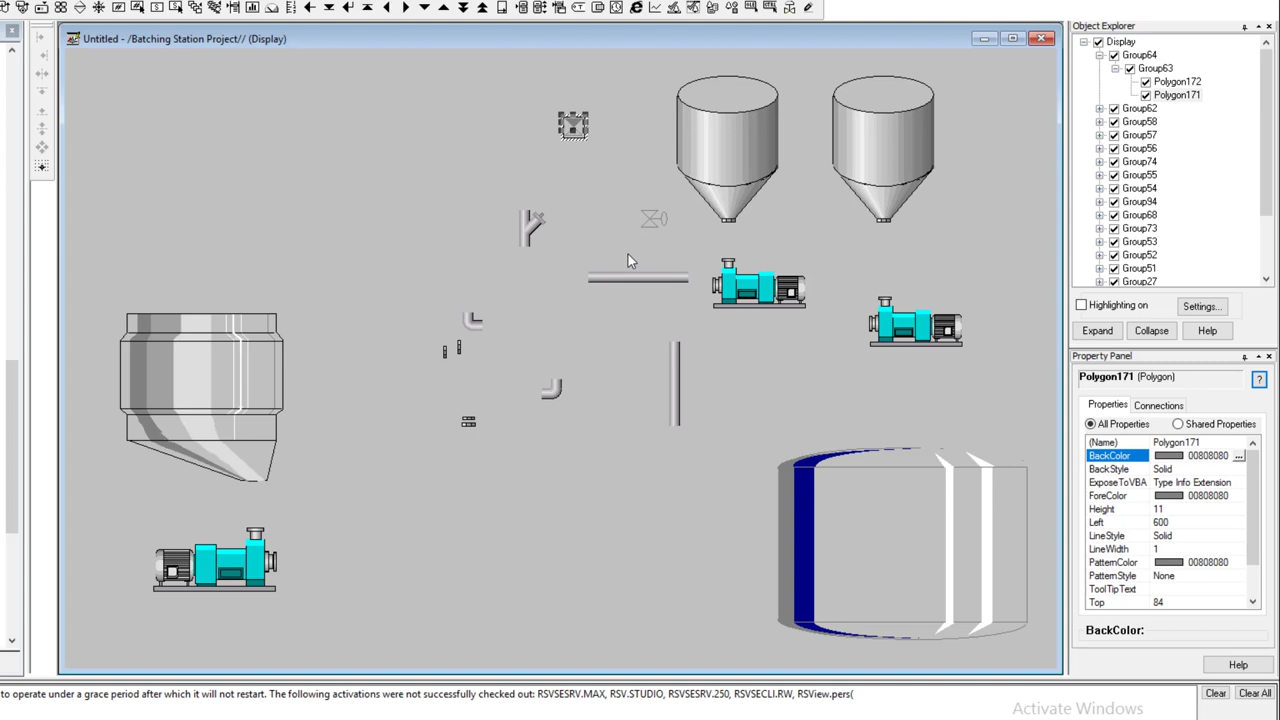 Untitled - /Batching Station Project// (Display)
Object Explorer
Display
Group64
Group63
Polygon172
Polygon171
Group62
Group58
Group57
Group56
Group74
Group55
Group54
Group94
Group68
Group73
Group53
Group52
Group51
Group27
Highlighting on
Settings...
Expand
Collapse
Help
Property Panel
Polygon171 (Polygon)
?
Properties
Connections
All Properties
Shared Properties
(Name) Polygon171
BackColor 00808080 ...
BackStyle Solid
ExposeToVBA Type Info Extension
ForeColor 00808080
Height 11
Left 600
LineStyle Solid
LineWidth 1
PatternColor 00808080
PatternStyle None
ToolTipText
Top 84
BackColor:
Help
to operate under a grace period after which it will not restart. The following activations were not successfully checked out: RSVSESRV.MAX, RSV.STUDIO, RSVSESRV.250, RSVSECLI.RW, RSView.pers(
Clear
Clear All
Activate Windows